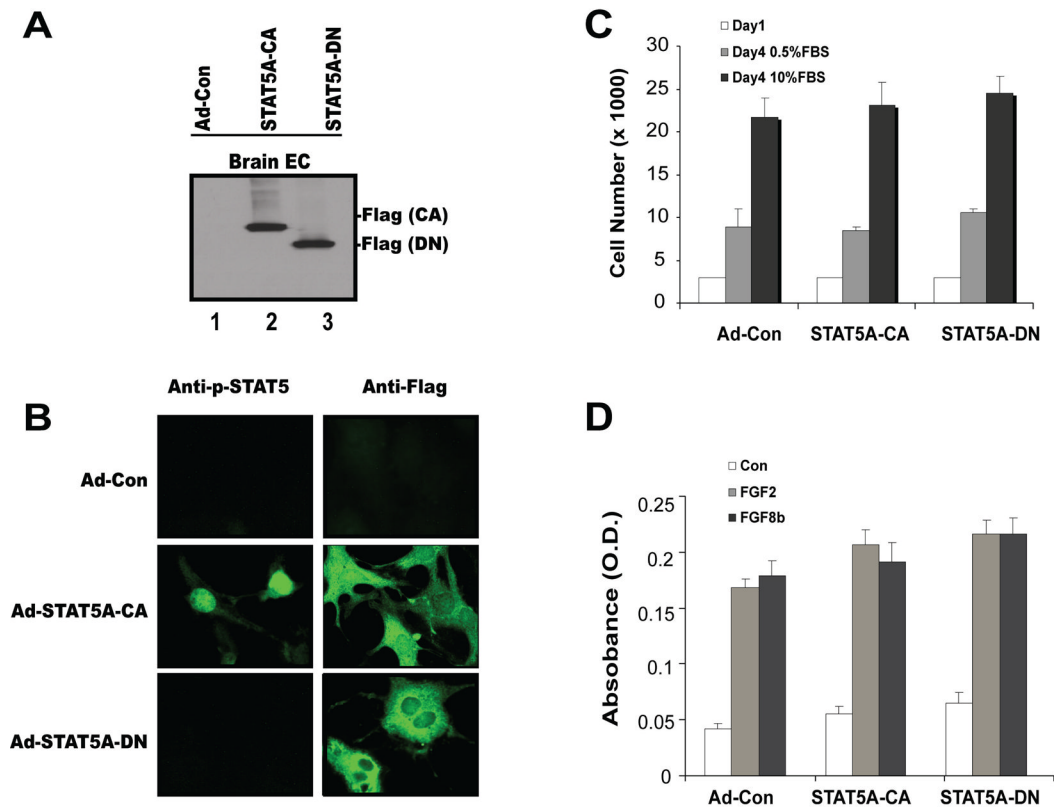 A
Ad-Con
STAT5A-CA
STAT5A-DN
Brain EC
-Flag (CA)
-Flag (DN)
1 2 3
B
Anti-p-STAT5 Anti-Flag
Ad-Con
Ad-STAT5A-CA
Ad-STAT5A-DN
C
Day1
Day4 0.5%FBS
Day4 10%FBS
Cell Number (x 1000)
30
25
20
15
10
5
0
Ad-Con STAT5A-CA STAT5A-DN
D
Con
FGF2
FGF8b
Absobance (O.D.)
0.25
0.2
0.15
0.1
0.05
0
Ad-Con STAT5A-CA STAT5A-DN